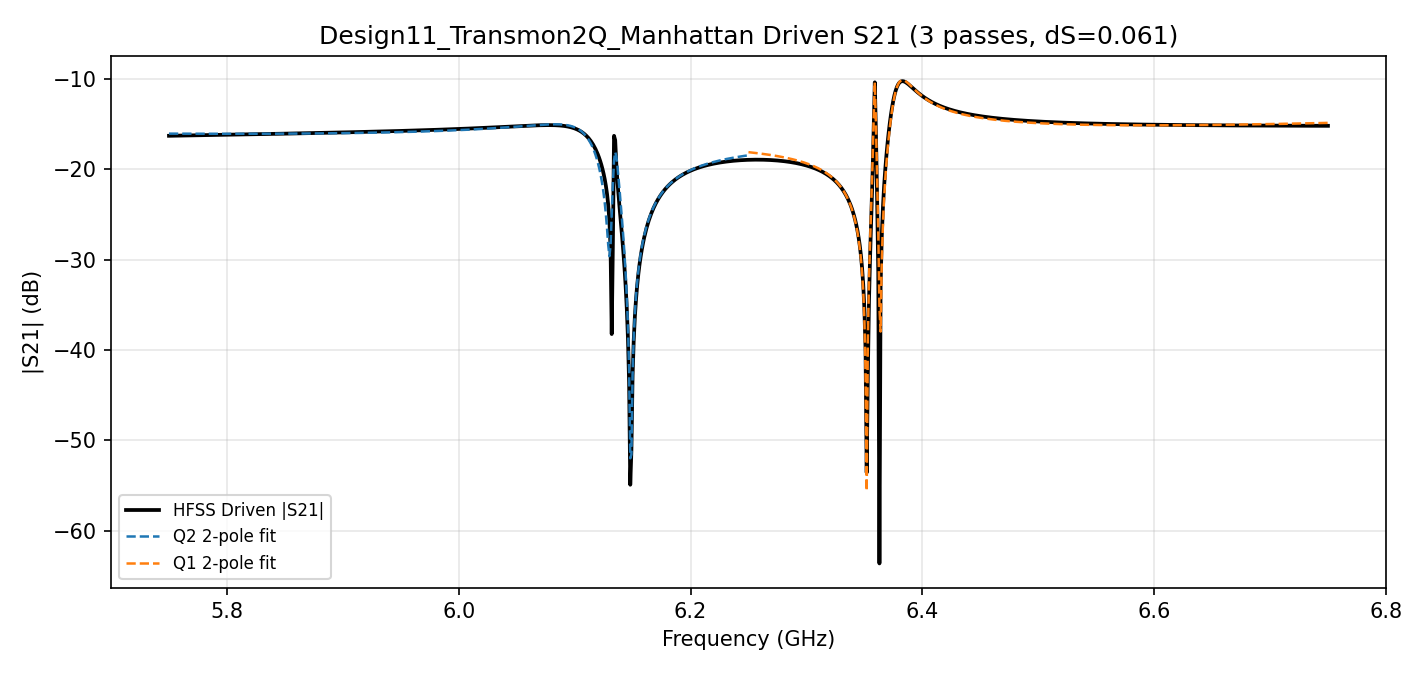 Design11_Transmon2Q_Manhattan Driven S21 (3 passes, dS=0.061)
|S21| (dB)
−10
−20
−30
−40
−50
−60
HFSS Driven |S21|
Q2 2-pole fit
Q1 2-pole fit
5.8 6.0 6.2 6.4 6.6 6.8
Frequency (GHz)